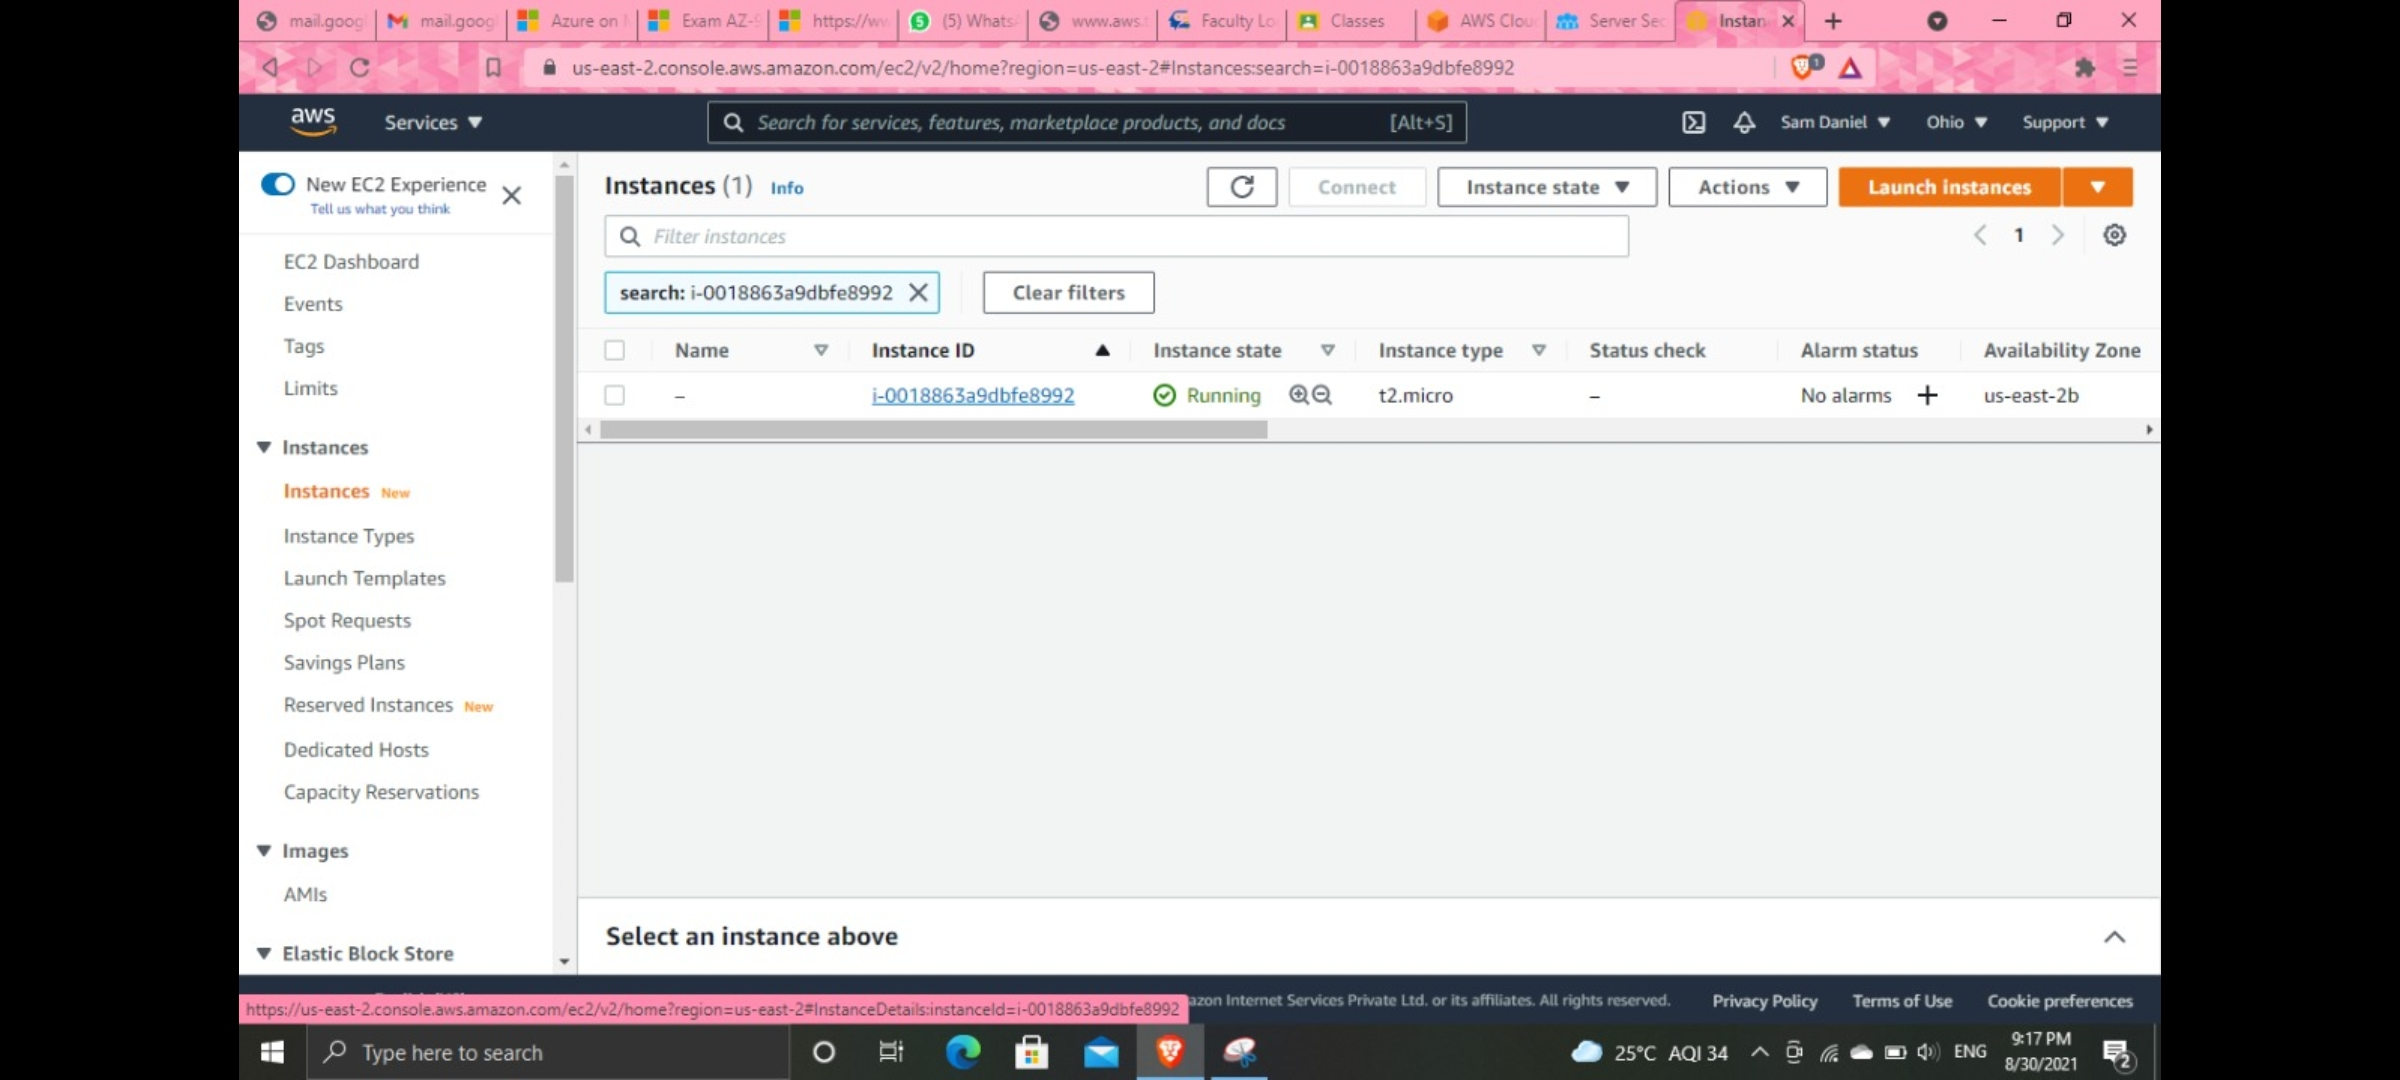 mail.goog
mail.goog
Azure on
Exam AZ-9
https://ww
(5) Whats
www.aws.
Faculty Lo
Classes
AWS Clou
Server Sec
Instan
us-east-2.console.aws.amazon.com/ec2/v2/home?region=us-east-2#Instances:search=i-0018863a9dbfe8992
1
aws
Services
Search for services, features, marketplace products, and docs
[Alt+S]
Sam Daniel
Ohio
Support
New EC2 Experience
Tell us what you think
EC2 Dashboard
Events
Tags
Limits
Instances
Instances New
Instance Types
Launch Templates
Spot Requests
Savings Plans
Reserved Instances New
Dedicated Hosts
Capacity Reservations
Images
AMIs
Elastic Block Store
Instances (1) Info
Connect
Instance state
Actions
Launch instances
Filter instances
1
search: i-0018863a9dbfe8992
Clear filters
Name
Instance ID
Instance state
Instance type
Status check
Alarm status
Availability Zone
–
i-0018863a9dbfe8992
Running
t2.micro
–
No alarms
us-east-2b
Select an instance above
azon Internet Services Private Ltd. or its affiliates. All rights reserved.
Privacy Policy
Terms of Use
Cookie preferences
https://us-east-2.console.aws.amazon.com/ec2/v2/home?region=us-east-2#InstanceDetails:instanceId=i-0018863a9dbfe8992
Type here to search
25°C AQI 34
ENG
9:17 PM
8/30/2021
2